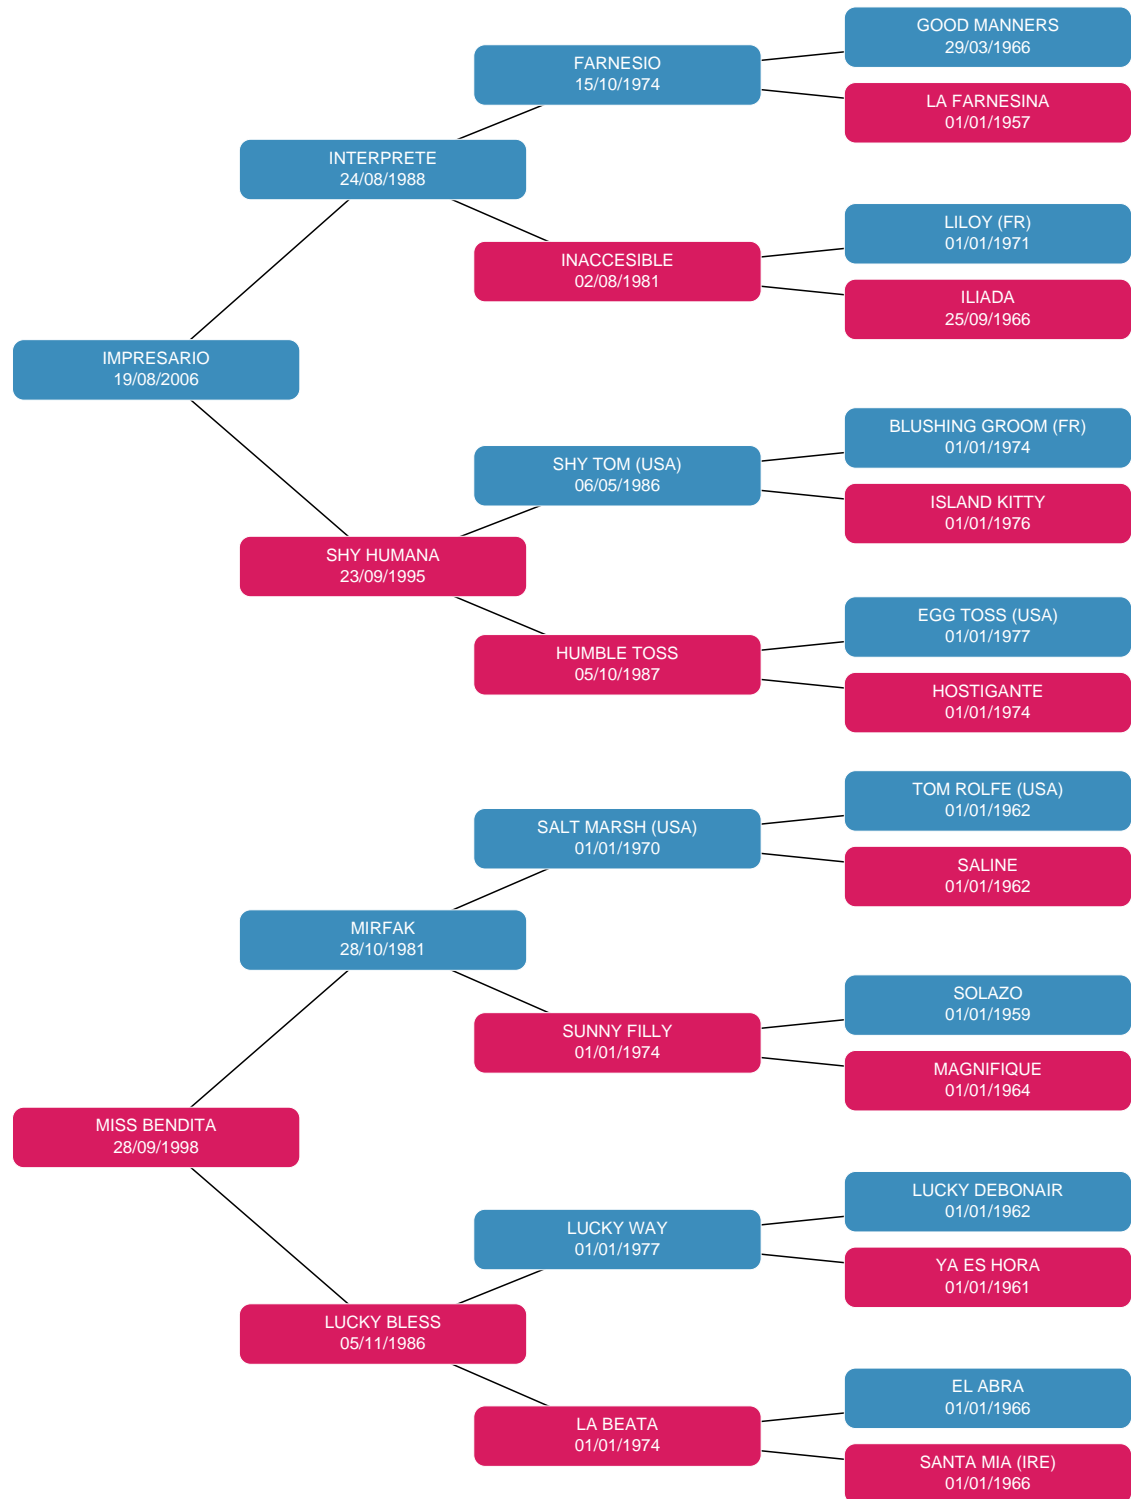 GOOD MANNERS
29/03/1966
FARNESIO
15/10/1974
LA FARNESINA
01/01/1957
INTERPRETE
24/08/1988
LILOY (FR)
01/01/1971
INACCESIBLE
02/08/1981
ILIADA
25/09/1966
IMPRESARIO
19/08/2006
BLUSHING GROOM (FR)
01/01/1974
SHY TOM (USA)
06/05/1986
ISLAND KITTY
01/01/1976
SHY HUMANA
23/09/1995
EGG TOSS (USA)
01/01/1977
HUMBLE TOSS
05/10/1987
HOSTIGANTE
01/01/1974
TOM ROLFE (USA)
01/01/1962
SALT MARSH (USA)
01/01/1970
SALINE
01/01/1962
MIRFAK
28/10/1981
SOLAZO
01/01/1959
SUNNY FILLY
01/01/1974
MAGNIFIQUE
01/01/1964
MISS BENDITA
28/09/1998
LUCKY DEBONAIR
01/01/1962
LUCKY WAY
01/01/1977
YA ES HORA
01/01/1961
LUCKY BLESS
05/11/1986
EL ABRA
01/01/1966
LA BEATA
01/01/1974
SANTA MIA (IRE)
01/01/1966